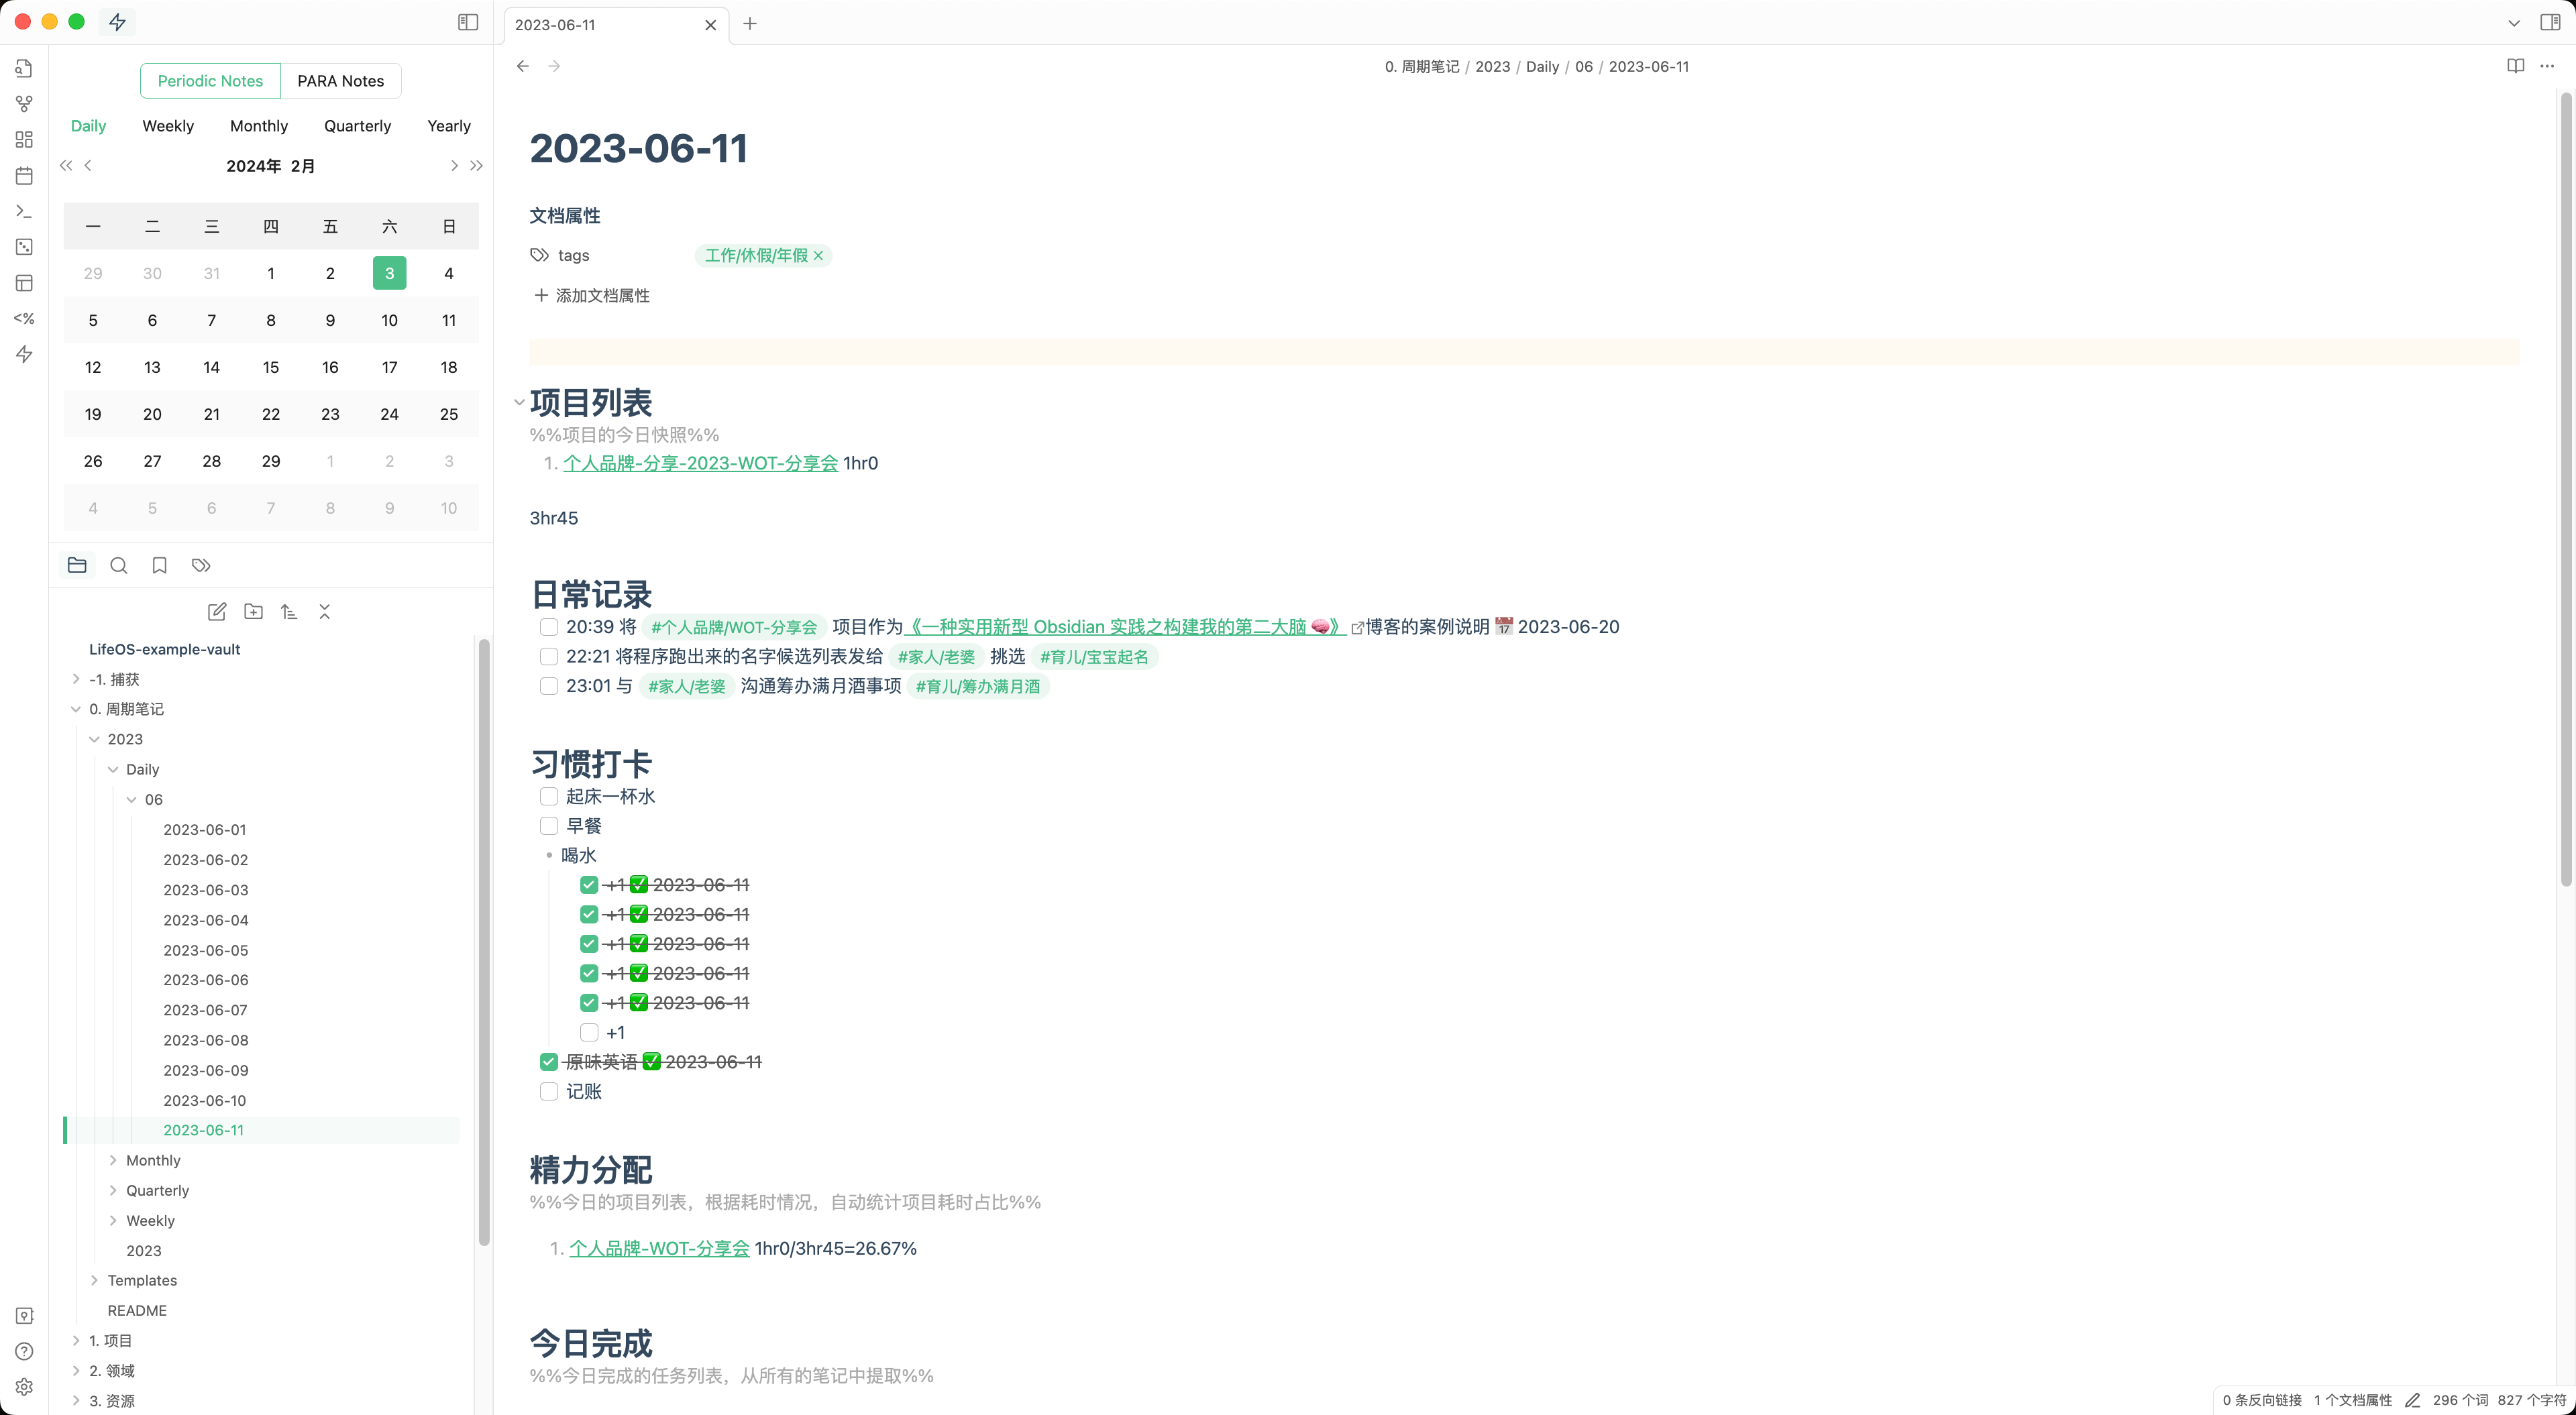 2023-06-11
Periodic Notes PARA Notes
Daily Weekly Monthly Quarterly Yearly
2024年 2月
一 二 三 四 五 六 日
29 30 31 1 2 3 4
5 6 7 8 9 10 11
12 13 14 15 16 17 18
19 20 21 22 23 24 25
26 27 28 29 1 2 3
4 5 6 7 8 9 10
<%
LifeOS-example-vault
-1. 捕获
0. 周期笔记
2023
Daily
06
2023-06-01
2023-06-02
2023-06-03
2023-06-04
2023-06-05
2023-06-06
2023-06-07
2023-06-08
2023-06-09
2023-06-10
2023-06-11
Monthly
Quarterly
Weekly
2023
Templates
README
1. 项目
2. 领域
3. 资源
0. 周期笔记 / 2023 / Daily / 06 / 2023-06-11
2023-06-11
文档属性
tags 工作/休假/年假
添加文档属性
项目列表
%%项目的今日快照%%
1. 个人品牌-分享-2023-WOT-分享会 1hr0
3hr45
日常记录
20:39 将 #个人品牌/WOT-分享会 项目作为《一种实用新型 Obsidian 实践之构建我的第二大脑 🧠》博客的案例说明 📅 2023-06-20
22:21 将程序跑出来的名字候选列表发给 #家人/老婆 挑选 #育儿/宝宝起名
23:01 与 #家人/老婆 沟通筹办满月酒事项 #育儿/筹办满月酒
习惯打卡
起床一杯水
早餐
喝水
+1 ✅ 2023-06-11
+1 ✅ 2023-06-11
+1 ✅ 2023-06-11
+1 ✅ 2023-06-11
+1 ✅ 2023-06-11
+1
原味英语 ✅ 2023-06-11
记账
精力分配
%%今日的项目列表，根据耗时情况，自动统计项目耗时占比%%
1. 个人品牌-WOT-分享会 1hr0/3hr45=26.67%
今日完成
%%今日完成的任务列表，从所有的笔记中提取%%
0 条反向链接 1 个文档属性 296 个词 827 个字符